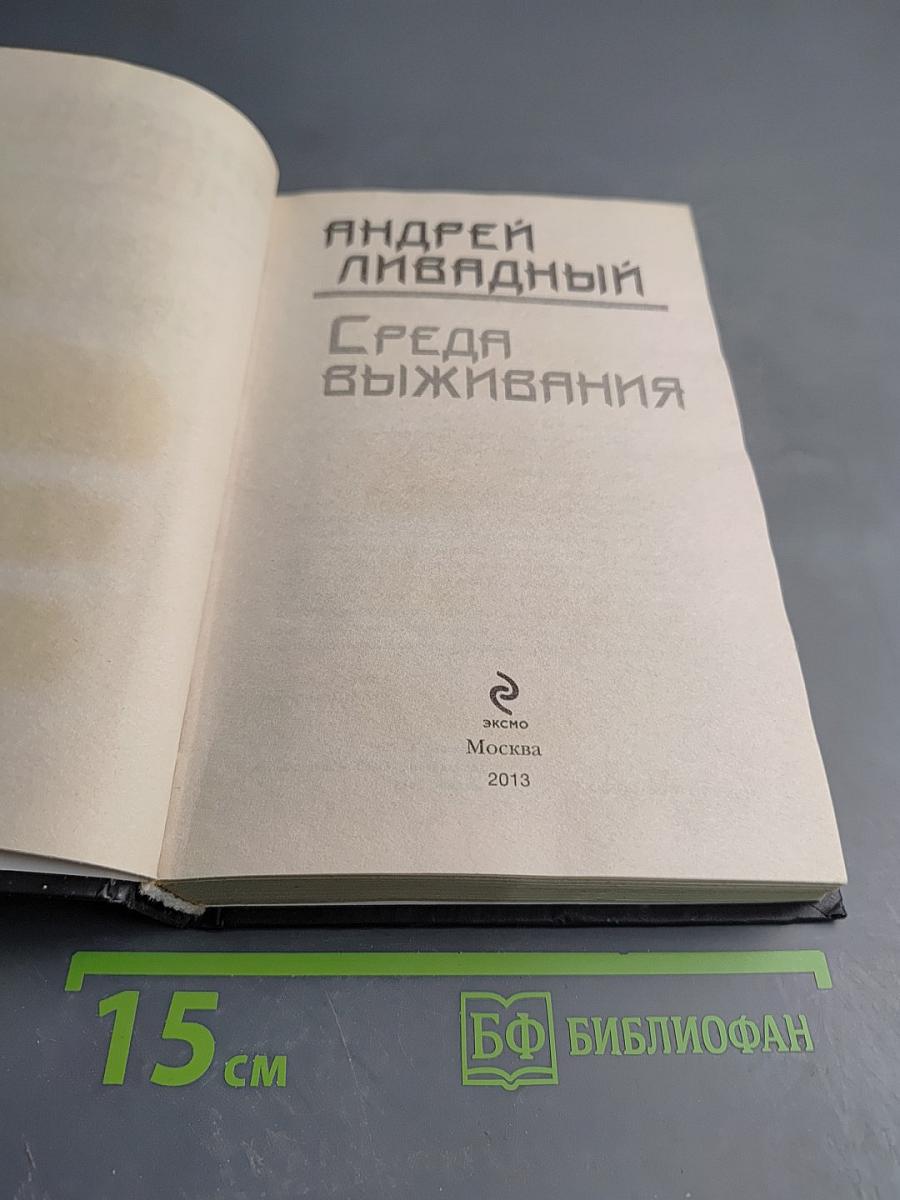 АНДРЕЙ
ЛИВАДНЫЙ
СРЕДА
ВЫЖИВАНИЯ
ЭКСМО
Москва
2013
15 см
БФ БИБЛИОФАН